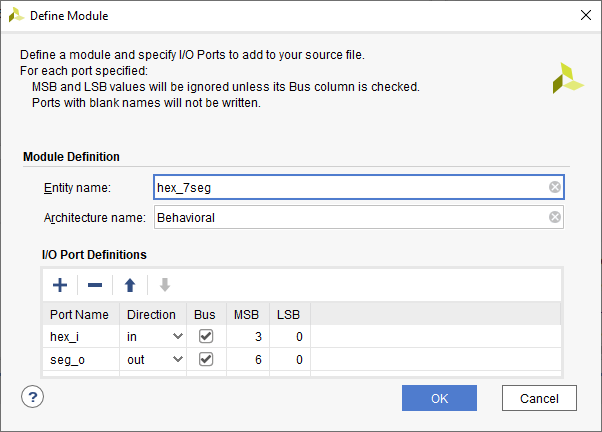 Define Module
Define a module and specify I/O Ports to add to your source file.
For each port specified:
MSB and LSB values will be ignored unless its Bus column is checked.
Ports with blank names will not be written.
Module Definition
Entity name: hex_7seg
Architecture name: Behavioral
I/O Port Definitions
Port Name Direction Bus MSB LSB
hex_i in 3 0
seg_o out 6 0
? OK Cancel